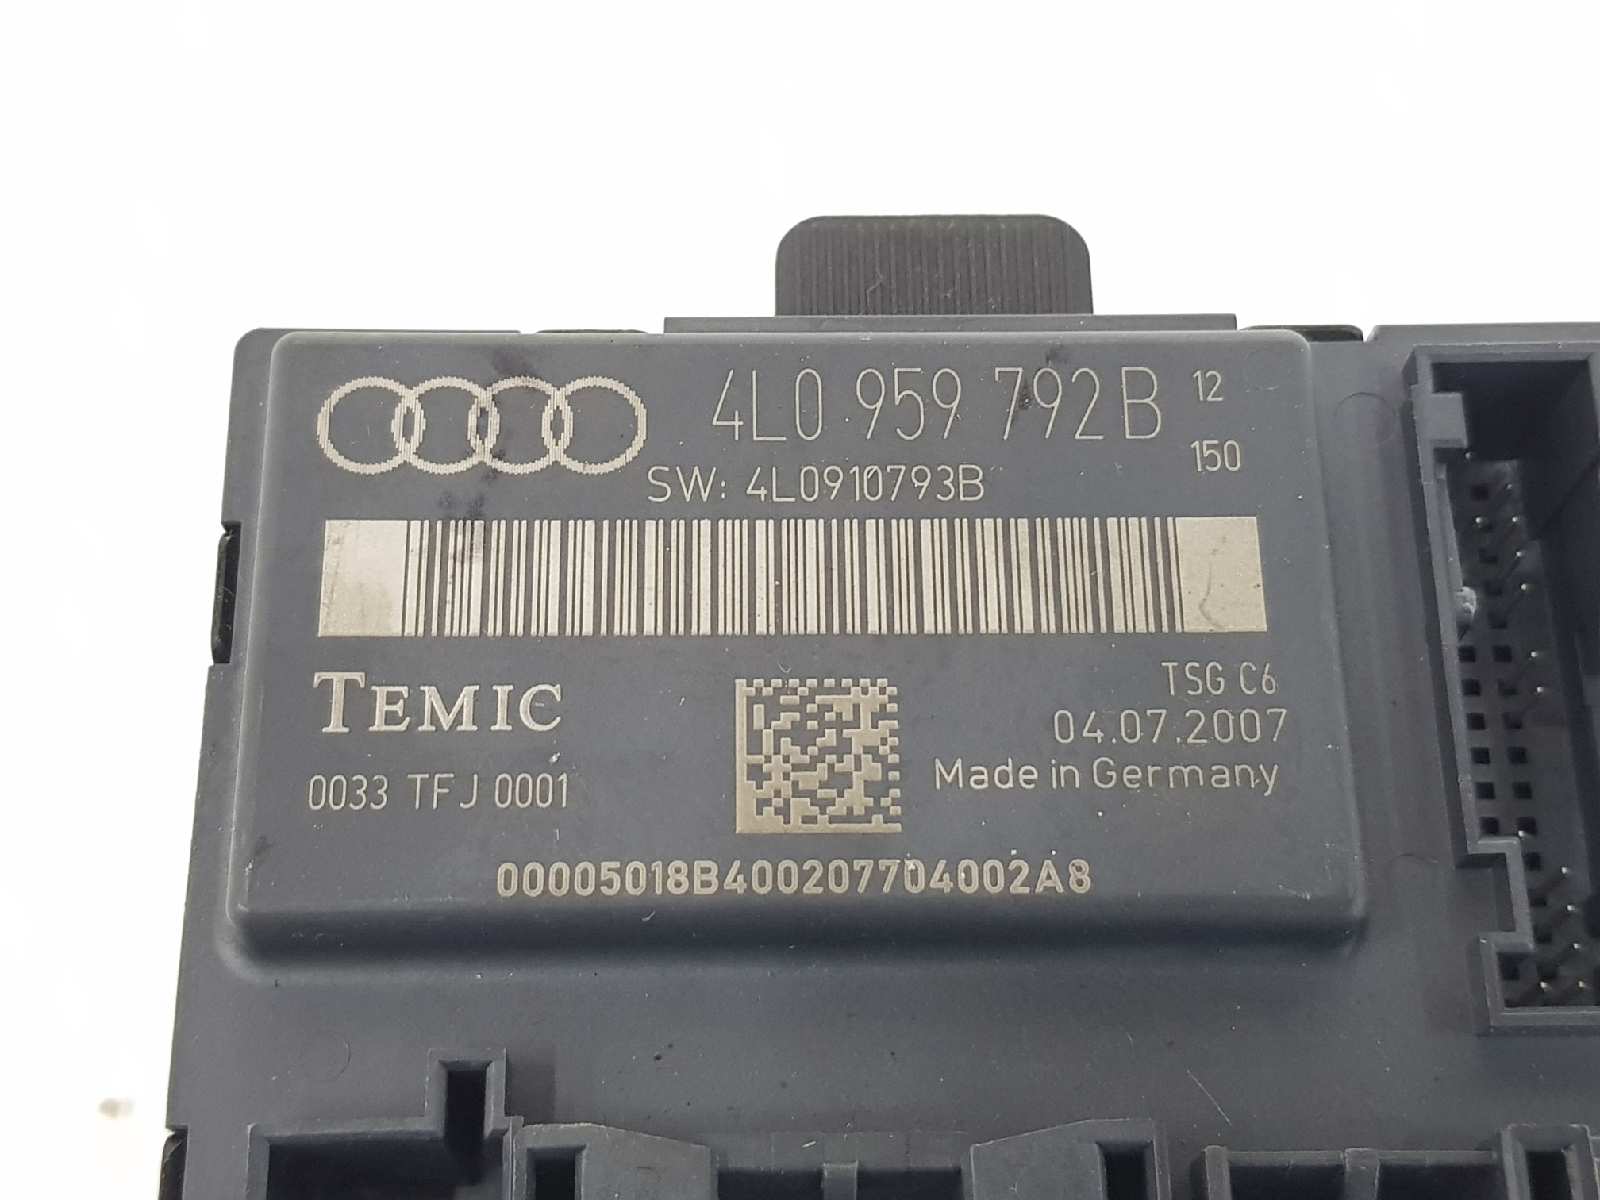 4L0 959 792B 12
150
SW: 4L0910793B
TEMIC
TSG C6
04.07.2007
0033 TFJ 0001
Made in Germany
00005018B400207704002A8